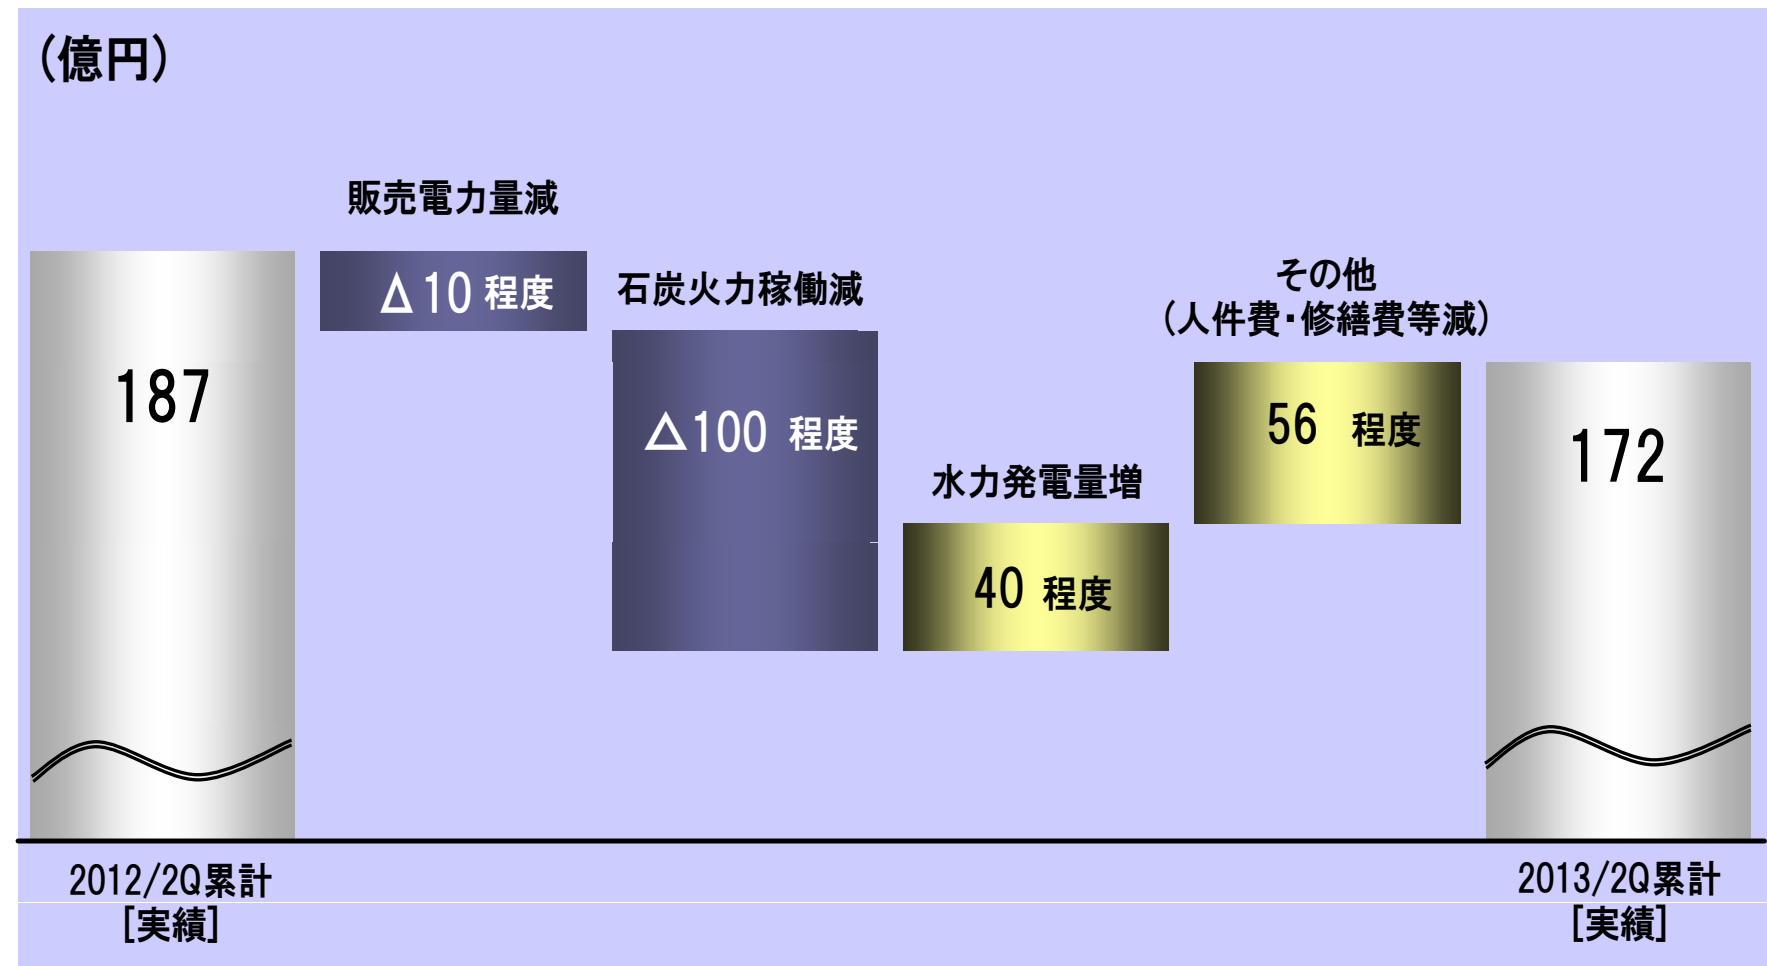 (億円)
販売電力量減
△10 程度
石炭火力稼働減
その他
(人件費・修繕費等減)
187
△100 程度
56 程度
172
水力発電量増
40 程度
2012/2Q累計
[実績]
2013/2Q累計
[実績]